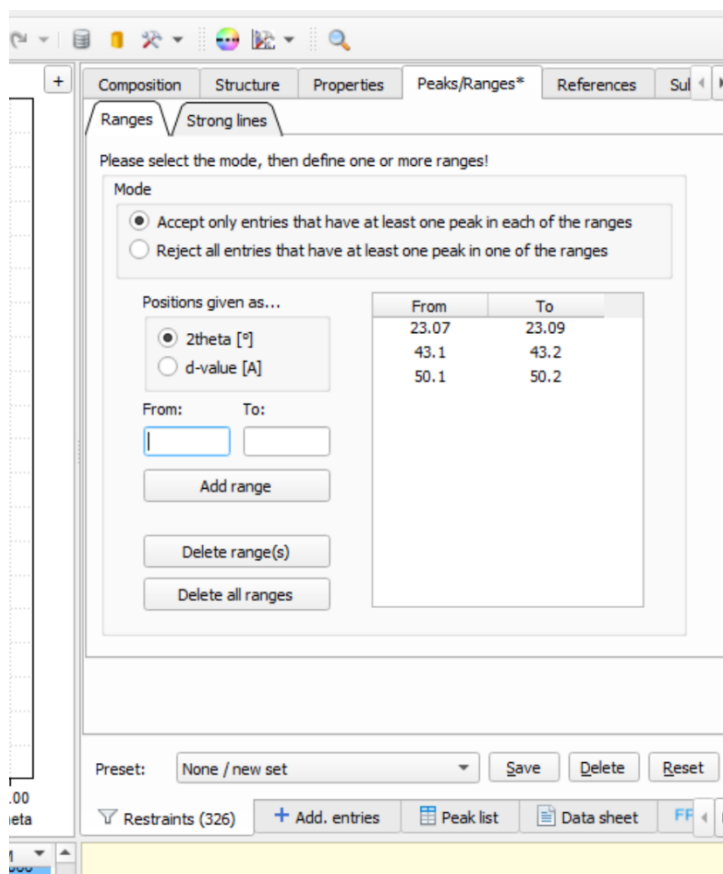 +
Composition Structure Properties Peaks/Ranges* References
Ranges Strong lines
Please select the mode, then define one or more ranges!
Mode
Accept only entries that have at least one peak in each of the ranges
Reject all entries that have at least one peak in one of the ranges
Positions given as...
2theta [°]
d-value [A]
From To
23.07 23.09
43.1 43.2
50.1 50.2
From: To:
Add range
Delete range(s)
Delete all ranges
Preset: None / new set Save Delete Reset
.00
eta
Restraints (326) + Add. entries Peak list Data sheet